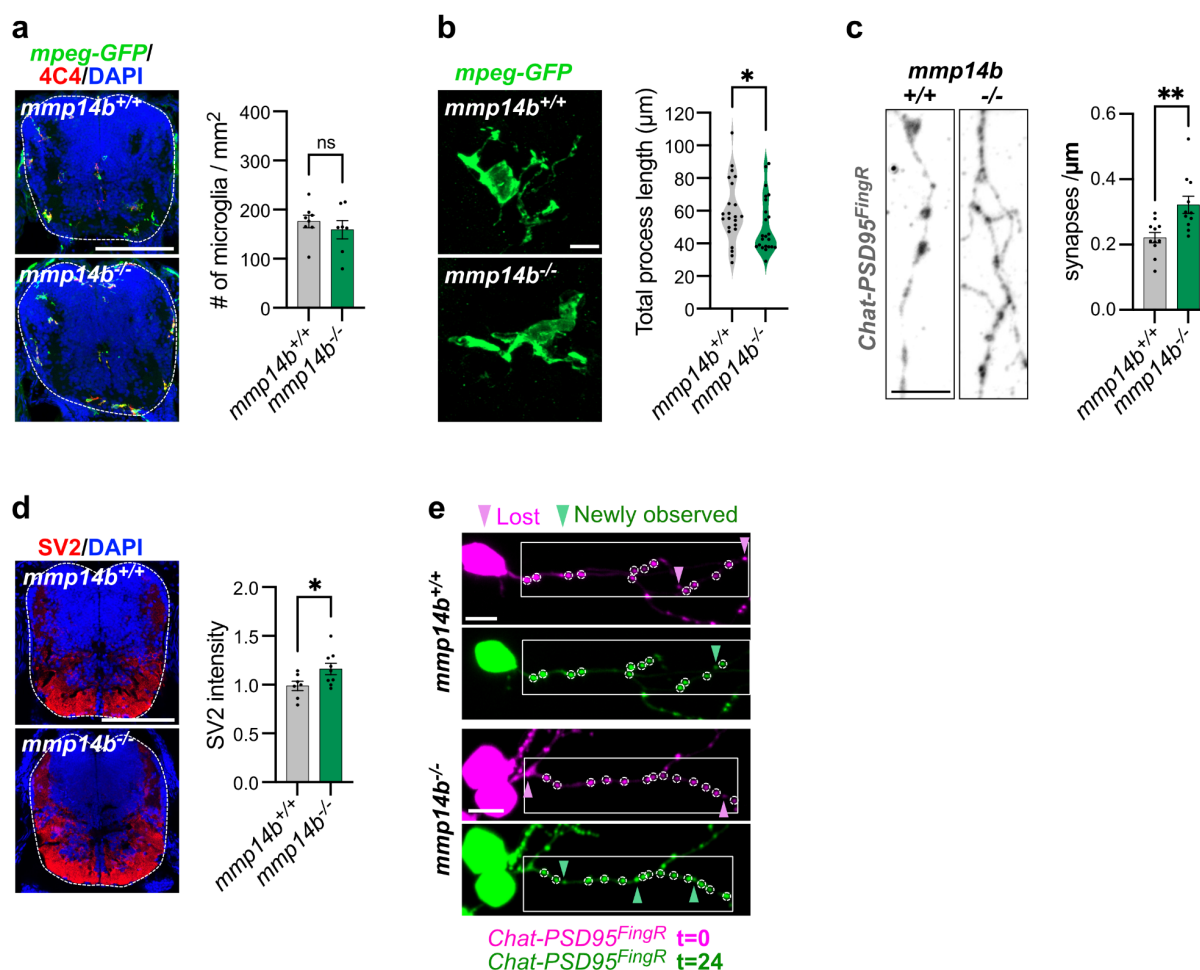 a
mpeg-GFP/
4C4/DAPI
mmp14b+/+
mmp14b-/-
# of microglia / mm2
400
300
200
100
0
ns
mmp14b+/+
mmp14b-/-
b
mpeg-GFP
mmp14b+/+
mmp14b-/-
Total process length (μm)
120
100
80
60
40
20
0
*
mmp14b+/+
mmp14b-/-
c
mmp14b
+/+ -/-
Chat-PSD95FingR
synapses /μm
0.6
0.4
0.2
0.0
**
mmp14b+/+
mmp14b-/-
d
SV2/DAPI
mmp14b+/+
mmp14b-/-
SV2 intensity
2.0
1.5
1.0
0.5
0.0
*
mmp14b+/+
mmp14b-/-
e
Lost Newly observed
mmp14b+/+
mmp14b-/-
Chat-PSD95FingR t=0
Chat-PSD95FingR t=24